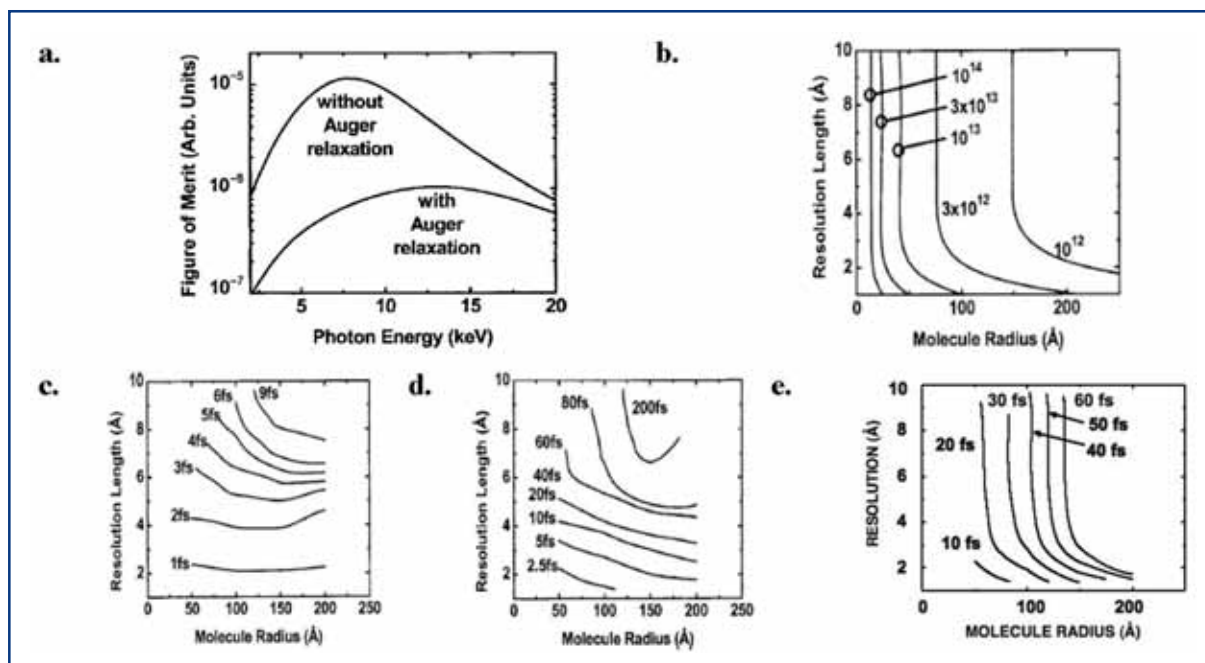 a.
Figure of Merit (Arb. Units)
10⁻⁵
10⁻⁶
10⁻⁷
without
Auger
relaxation
with
Auger
relaxation
5
10
15
20
Photon Energy (keV)
b.
Resolution Length (Å)
10
8
6
4
2
10¹⁴
3x10¹³
10¹³
3x10¹²
10¹²
0
50
100
150
200
Molecule Radius (Å)
c.
Resolution Length (Å)
10
8
6
4
2
9fs
6fs
5fs
4fs
3fs
2fs
1fs
0
50
100
150
200
250
Molecule Radius (Å)
d.
Resolution Length (Å)
10
8
6
4
2
80fs
200fs
60fs
40fs
20fs
10fs
5fs
2.5fs
0
50
100
150
200
250
Molecule Radius (Å)
e.
RESOLUTION (Å)
10
8
6
4
2
30 fs
60 fs
50 fs
40 fs
20 fs
10 fs
0
100
200
MOLECULE RADIUS (Å)